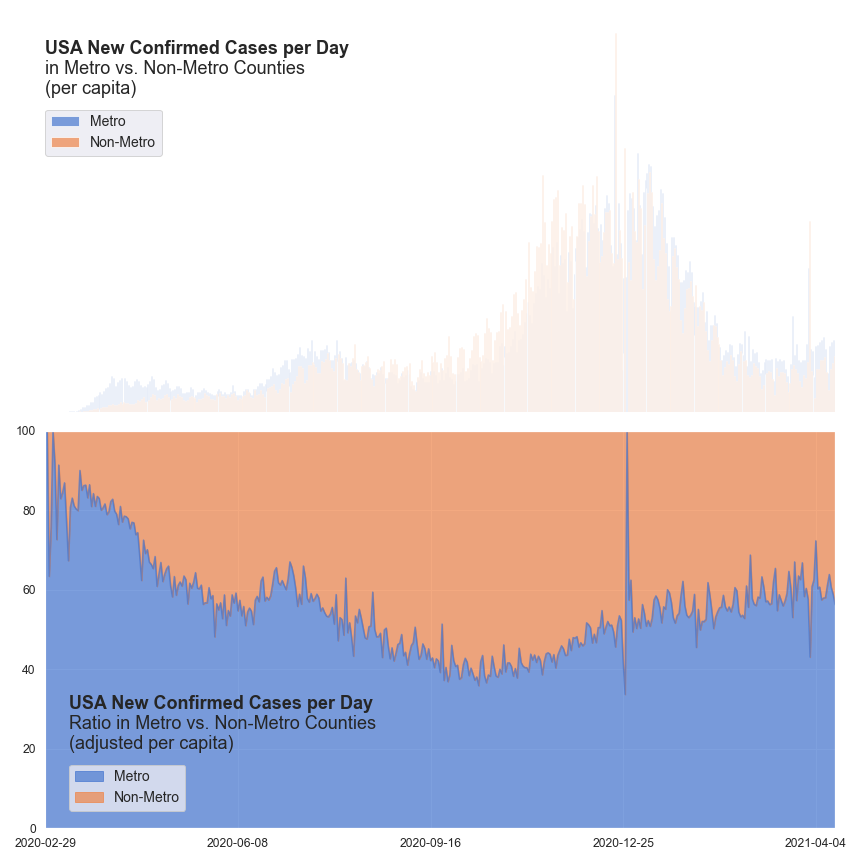 USA New Confirmed Cases per Day
in Metro vs. Non-Metro Counties
(per capita)
Metro
Non-Metro
100
80
60
40
20
0
USA New Confirmed Cases per Day
Ratio in Metro vs. Non-Metro Counties
(adjusted per capita)
Metro
Non-Metro
2020-02-29 2020-06-08 2020-09-16 2020-12-25 2021-04-04